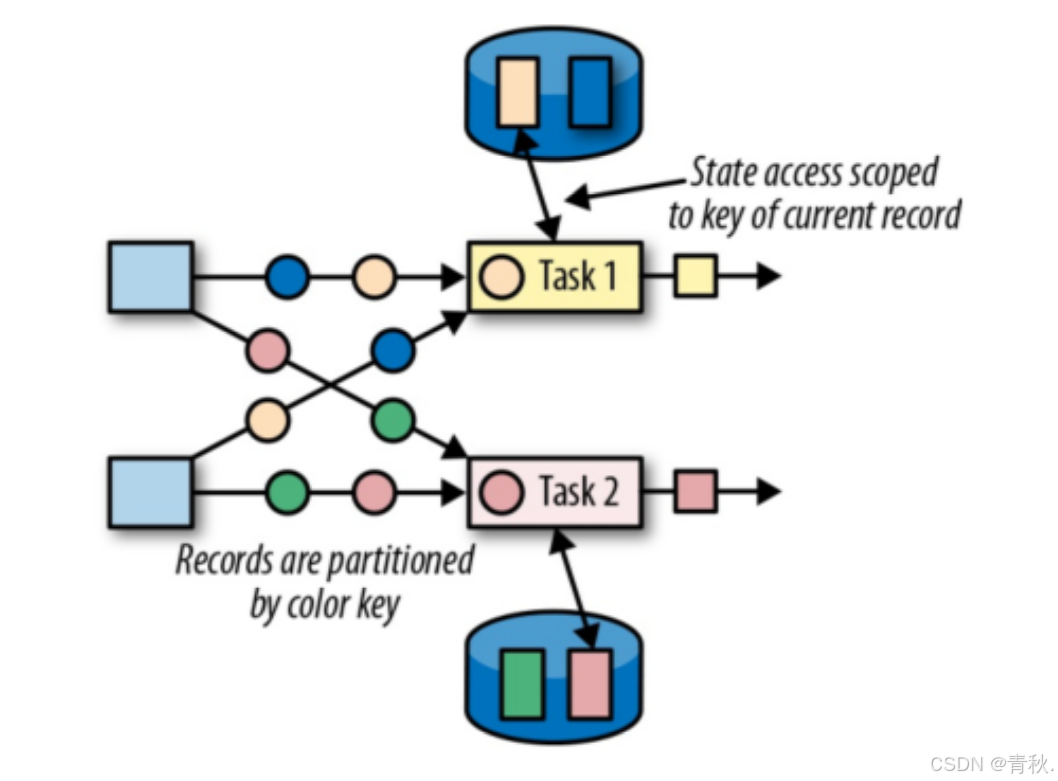 State access scoped
to key of current record
Task 1
Task 2
Records are partitioned
by color key
CSDN @青秋.